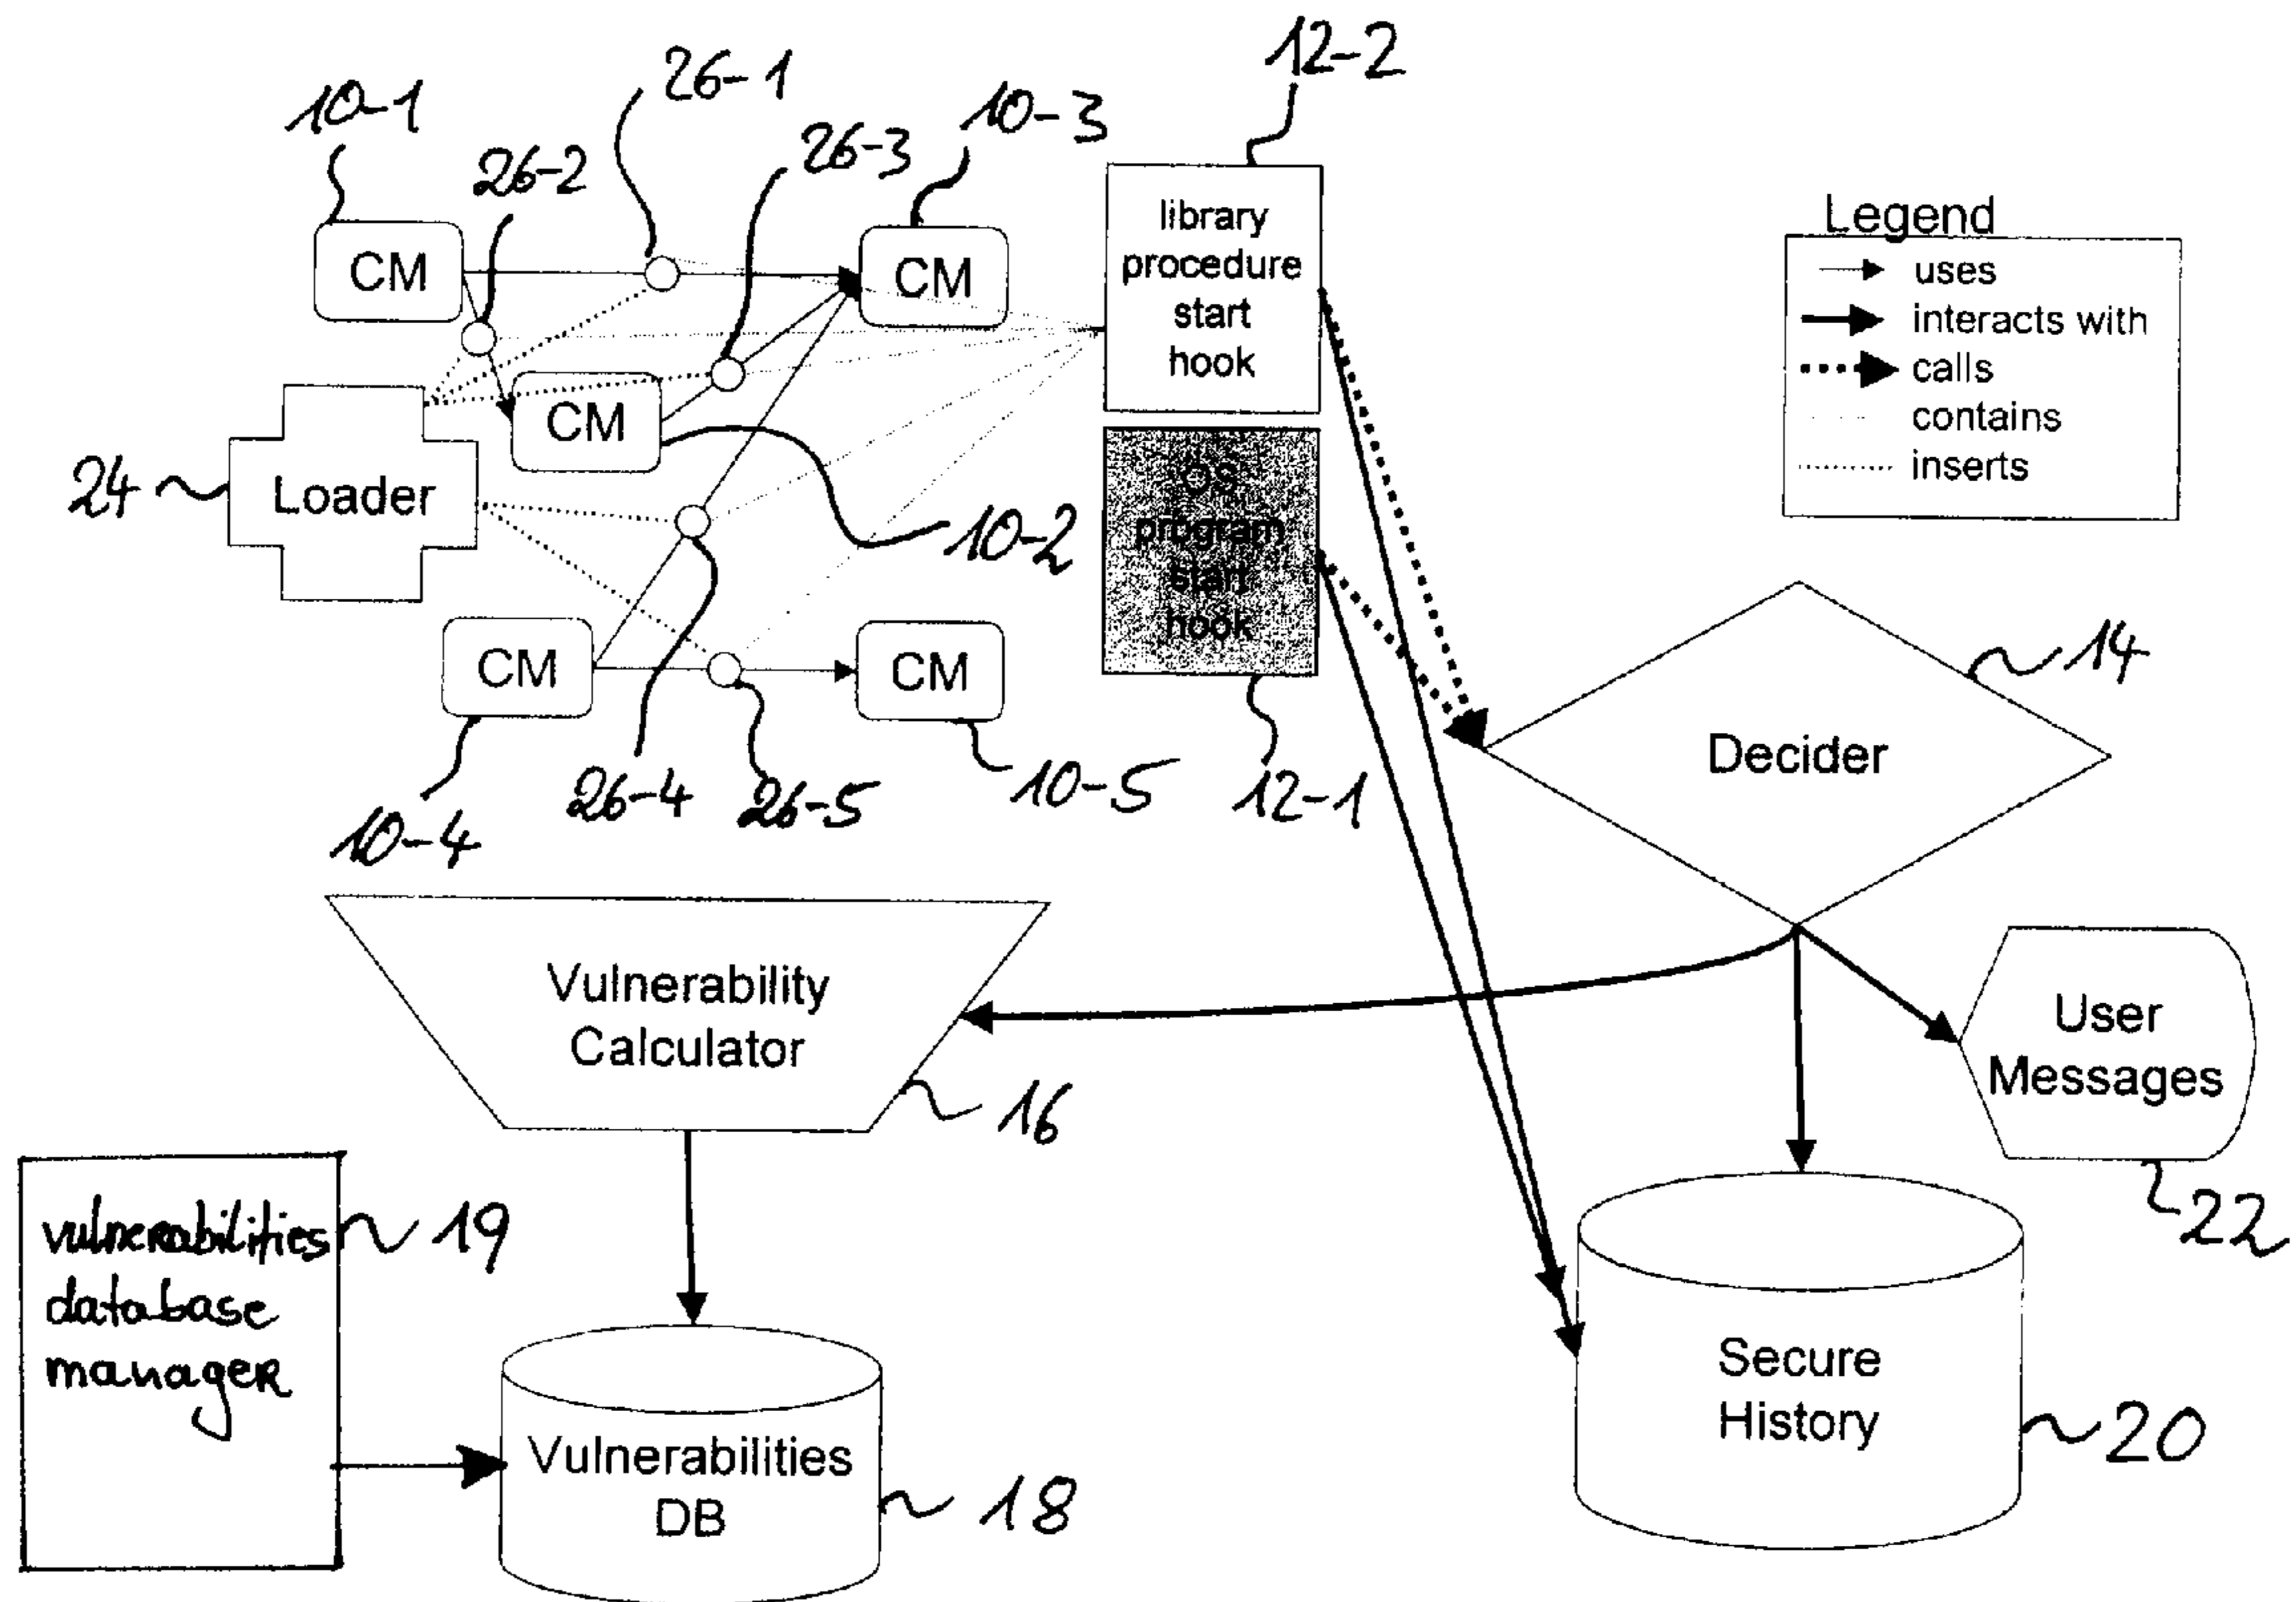 12-2
26-1
10-1
10-3
26-3
26-2
library
procedure
start
hook
Legend
uses
interacts with
calls
contains
inserts
CM
CM
CM
OS
program
start
hook
24
Loader
10-2
14
CM
CM
Decider
26-4
26-5
10-5
12-1
10-4
Vulnerability
Calculator
User
Messages
16
22
vulnerabilities
database
manager
19
Secure
History
20
Vulnerabilities
DB
18